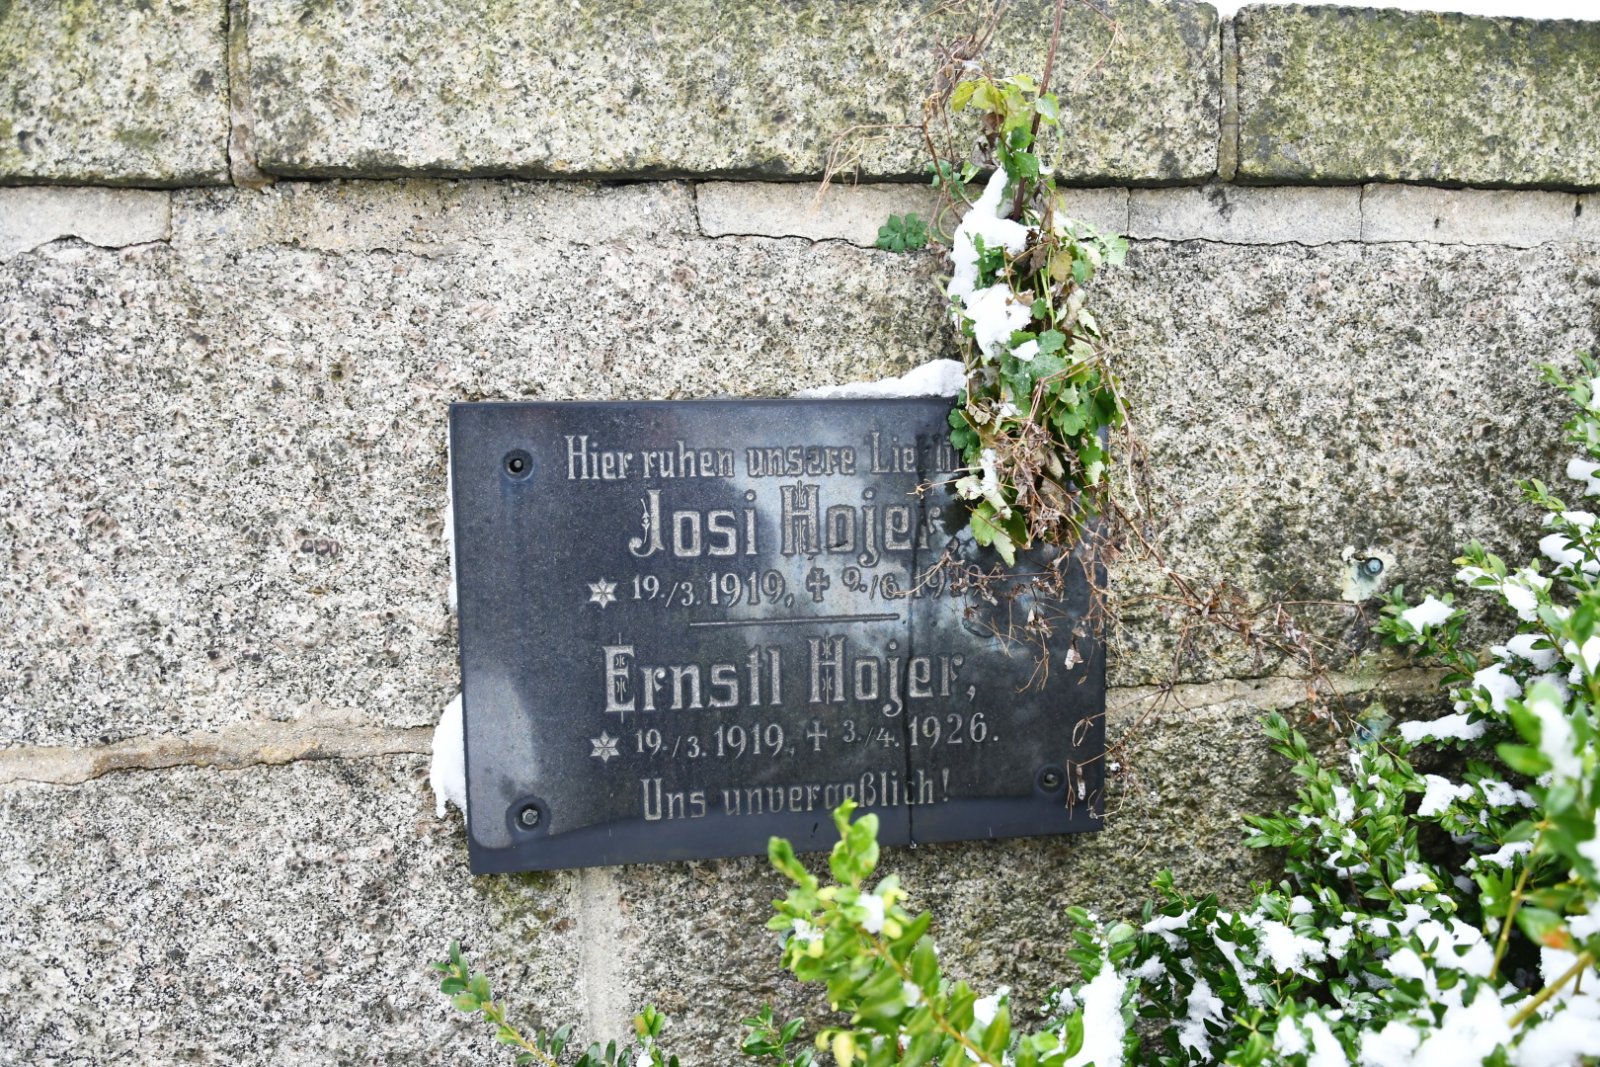 Hier ruhen unsere
Josi Hojer
* 19./3. 1919, ✝ 9./6.
Ernstl Hojer,
* 19./3. 1919, ✝ 3./4. 1926.
Uns unvergeßlich!